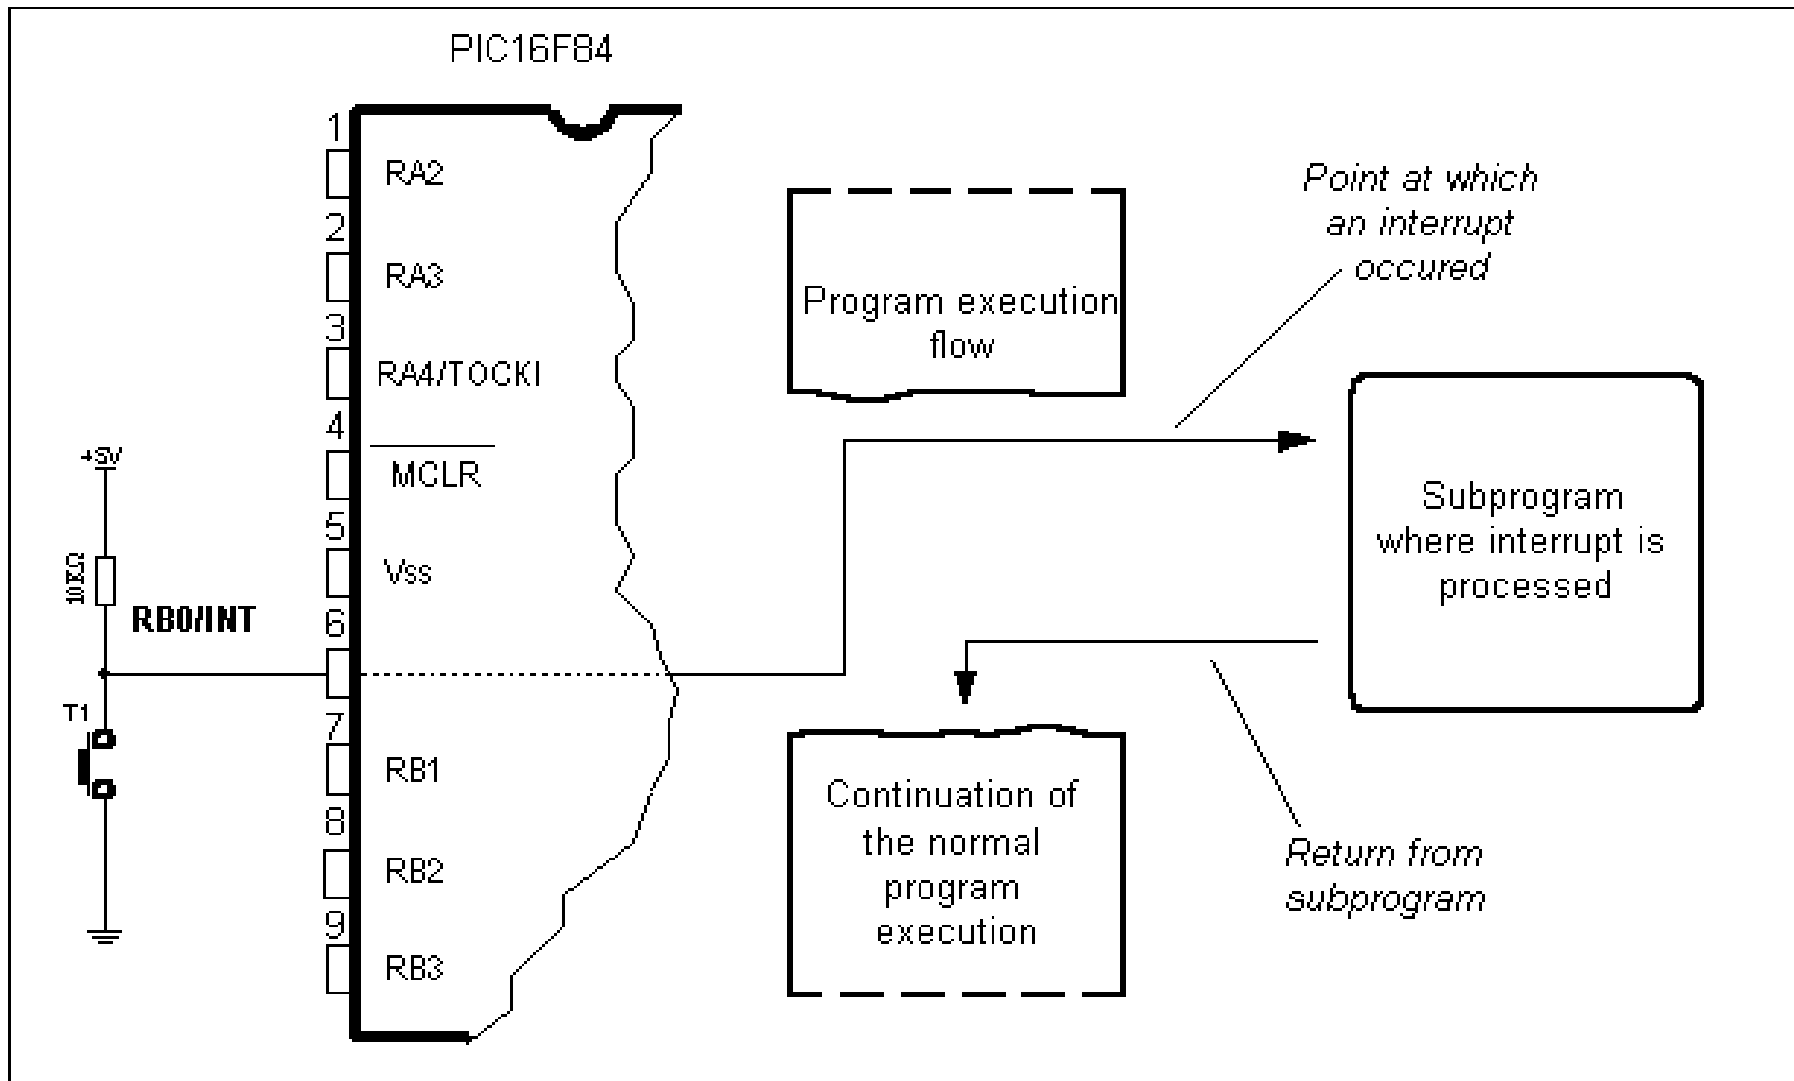 PIC16F84
1
RA2
2
RA3
3
RA4/TOCKI
4
MCLR
5
Vss
6
7
RB1
8
RB2
9
RB3
+5V
10KΩ
RB0/INT
T1
Program execution
flow
Point at which
an interrupt
occured
Subprogram
where interrupt is
processed
Continuation of
the normal
program
execution
Return from
subprogram